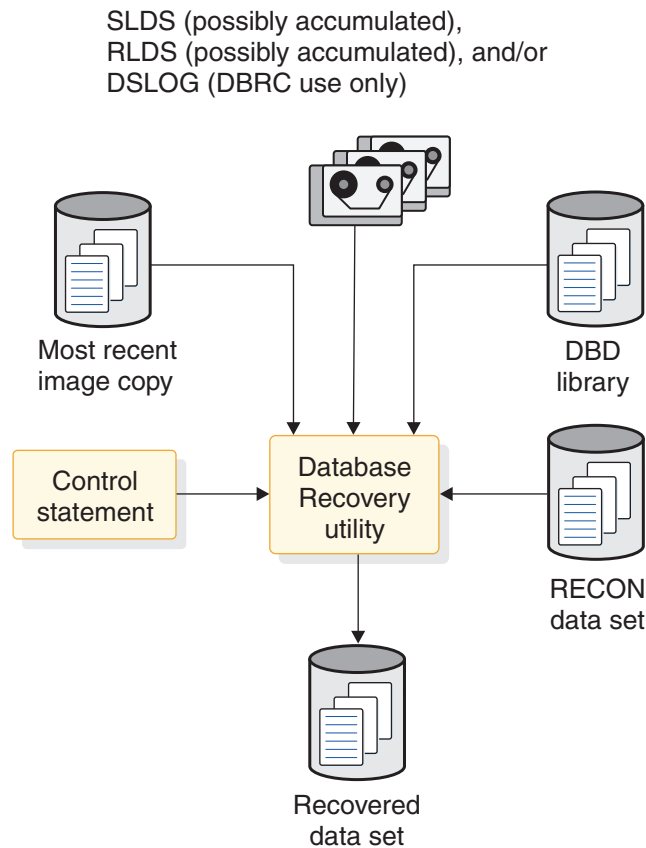 SLDS (possibly accumulated),
RLDS (possibly accumulated), and/or
DSLOG (DBRC use only)
Most recent
image copy
DBD
library
Control
statement
Database
Recovery
utility
RECON
data set
Recovered
data set